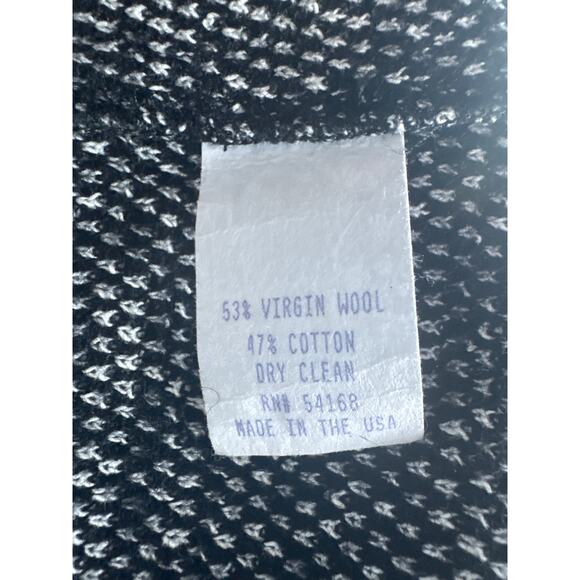 53% VIRGIN WOOL
47% COTTON
DRY CLEAN
RN# 54168
MADE IN THE USA